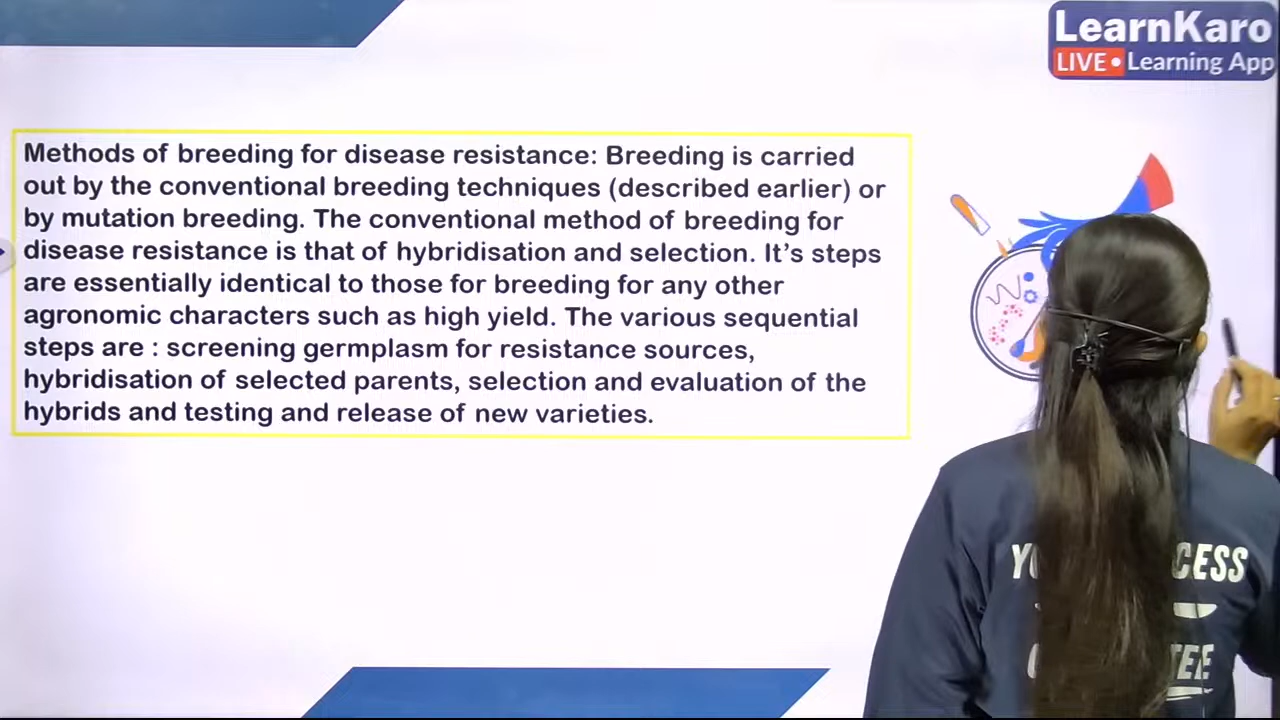 LearnKaro
LIVE • Learning App
Methods of breeding for disease resistance: Breeding is carried
out by the conventional breeding techniques (described earlier) or
by mutation breeding. The conventional method of breeding for
disease resistance is that of hybridisation and selection. It’s steps
are essentially identical to those for breeding for any other
agronomic characters such as high yield. The various sequential
steps are : screening germplasm for resistance sources,
hybridisation of selected parents, selection and evaluation of the
hybrids and testing and release of new varieties.